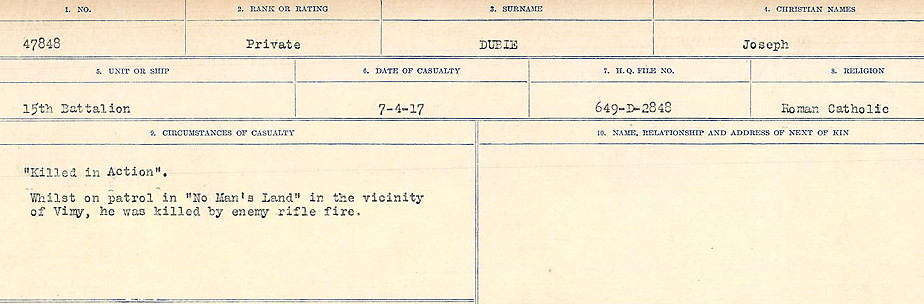 1. NO. 2. RANK OR RATING 3. SURNAME 4. CHRISTIAN NAMES
47848 Private DUBIE Joseph
5. UNIT OR SHIP 6. DATE OF CASUALTY 7. H. Q. FILE NO. 8. RELIGION
15th Battalion 7-4-17 649-D-2848 Roman Catholic
9. CIRCUMSTANCES OF CASUALTY 10. NAME, RELATIONSHIP AND ADDRESS OF NEXT OF KIN
"Killed in Action".
Whilst on patrol in "No Man's Land" in the vicinity
of Vimy, he was killed by enemy rifle fire.